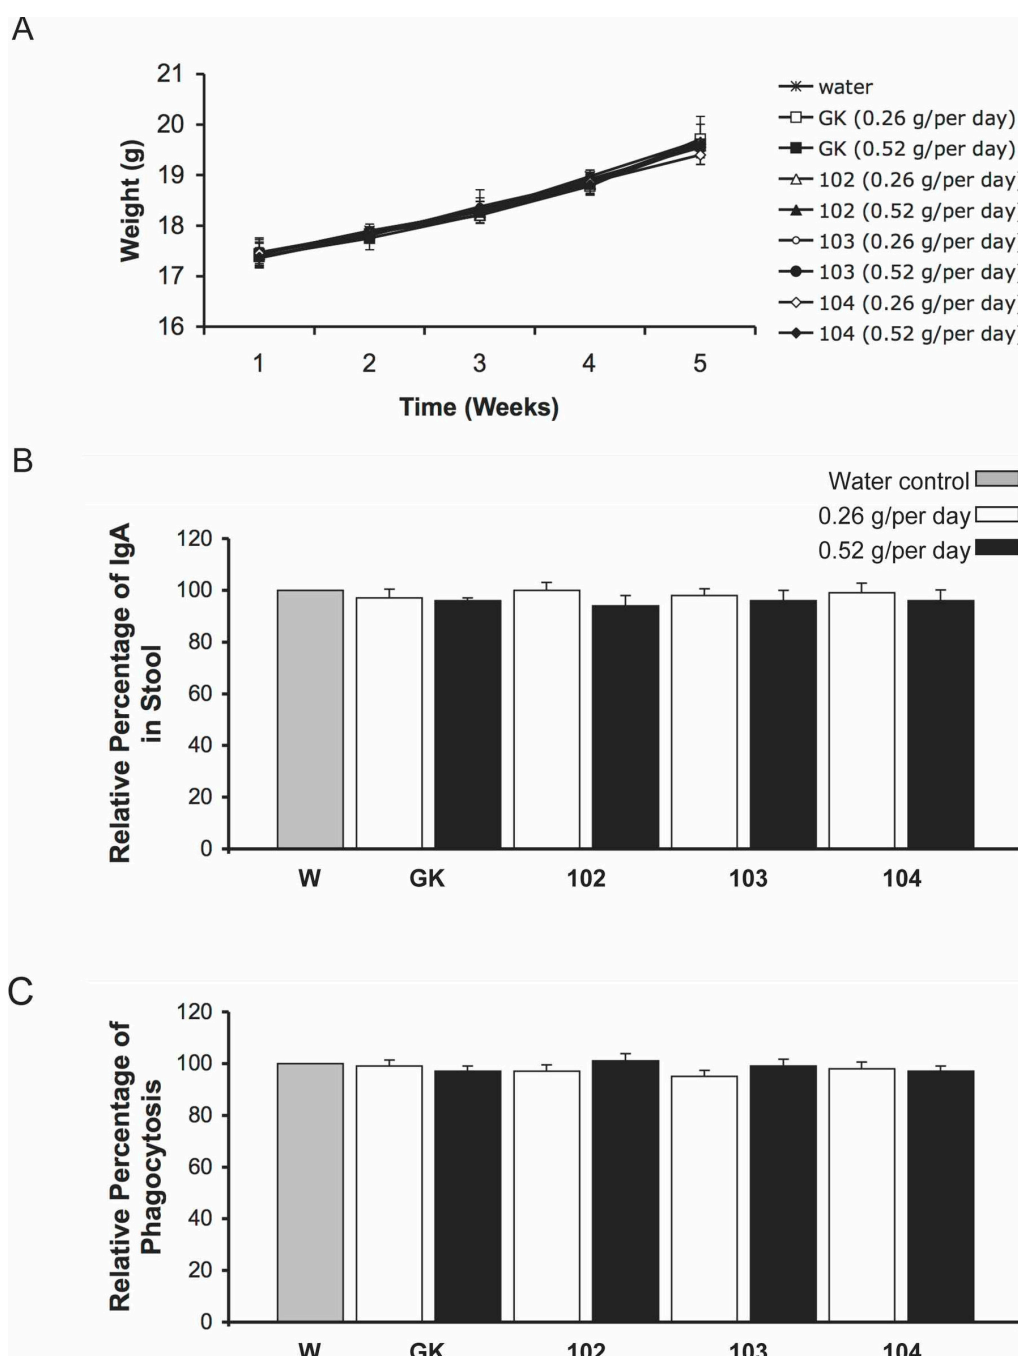 A
21
20
19
18
17
16
Weight (g)
1 2 3 4 5
Time (Weeks)
water
GK (0.26 g/per day)
GK (0.52 g/per day)
102 (0.26 g/per day)
102 (0.52 g/per day)
103 (0.26 g/per day)
103 (0.52 g/per day)
104 (0.26 g/per day)
104 (0.52 g/per day)
B
Water control
0.26 g/per day
0.52 g/per day
Relative Percentage of IgA
in Stool
120
100
80
60
40
20
0
W GK 102 103 104
C
Relative Percentage of
Phagocytosis
120
100
80
60
40
20
0
W GK 102 103 104